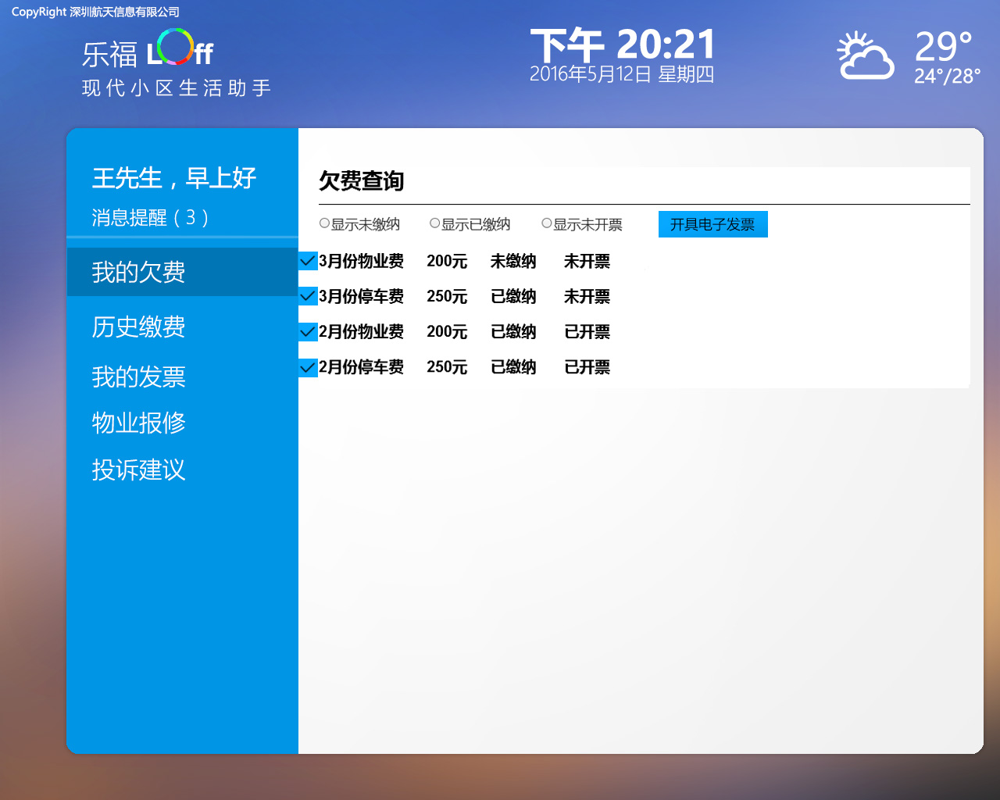 CopyRight 深圳航天信息有限公司
乐福 LOff
现代小区生活助手
下午 20:21
2016年5月12日 星期四
29°
24°/28°
王先生，早上好
消息提醒（3）
我的欠费
历史缴费
我的发票
物业报修
投诉建议
欠费查询
显示未缴纳 显示已缴纳 显示未开票 开具电子发票
3月份物业费 200元 未缴纳 未开票
3月份停车费 250元 已缴纳 未开票
2月份物业费 200元 已缴纳 已开票
2月份停车费 250元 已缴纳 已开票